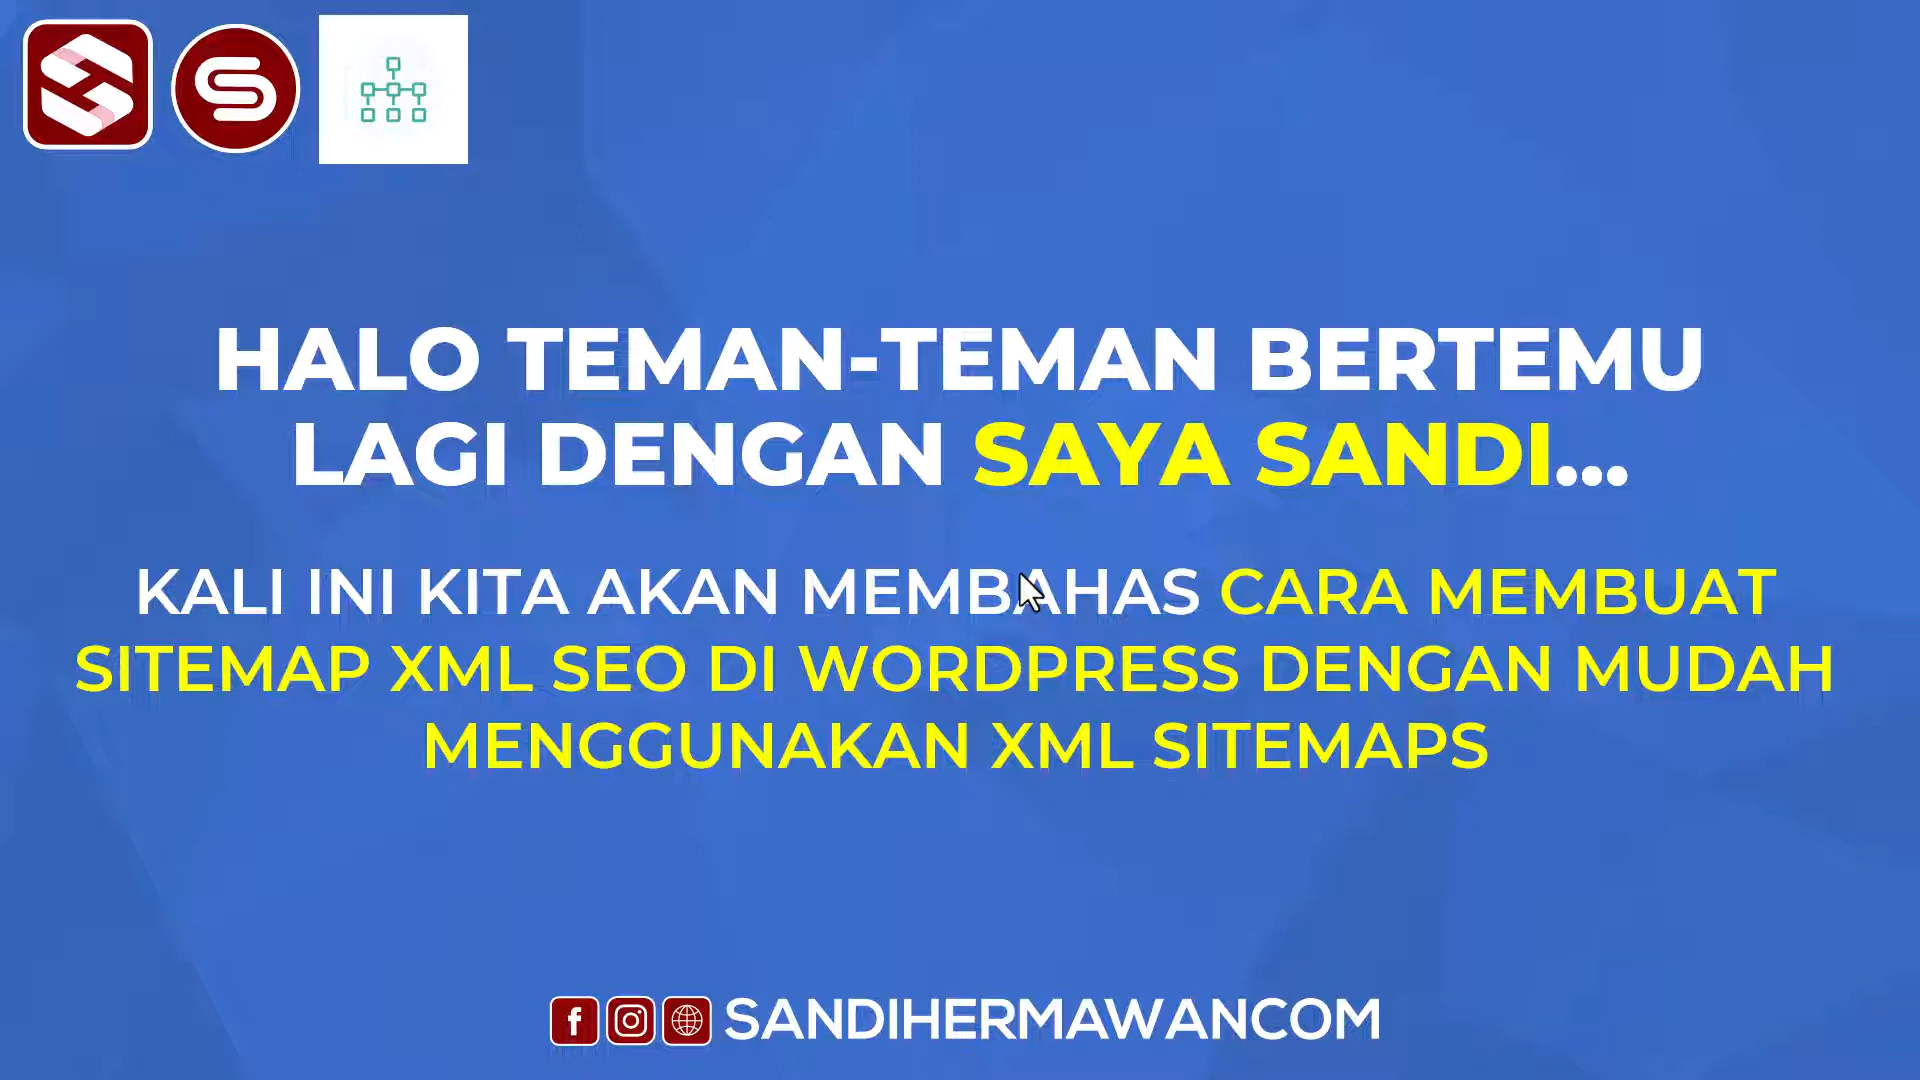 HALO TEMAN-TEMAN BERTEMU
LAGI DENGAN SAYA SANDI...
KALI INI KITA AKAN MEMBAHAS CARA MEMBUAT
SITEMAP XML SEO DI WORDPRESS DENGAN MUDAH
MENGGUNAKAN XML SITEMAPS
SANDIHERMAWANCOM